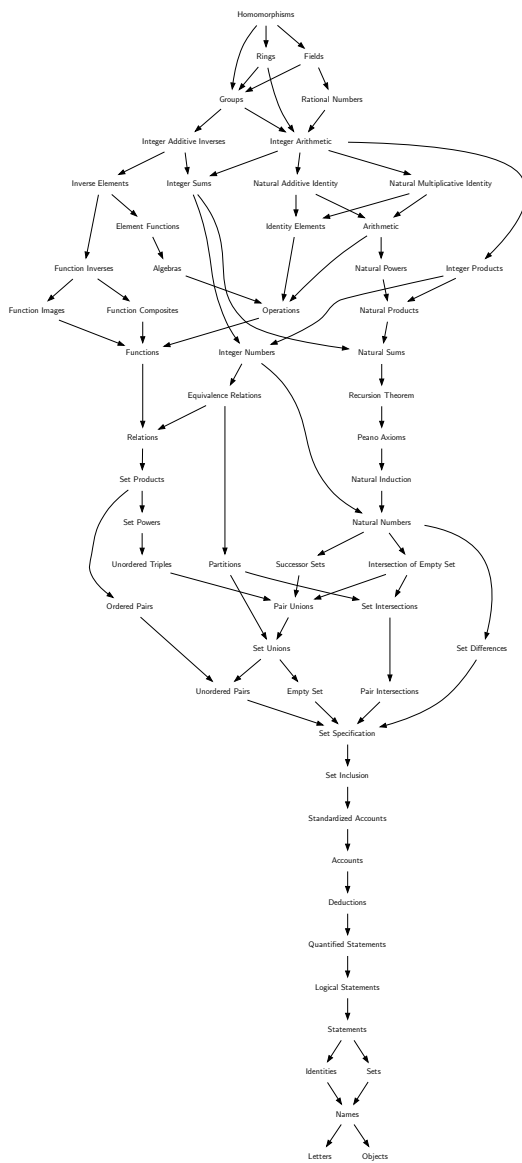 Homomorphisms
Rings Fields
Groups Rational Numbers
Integer Additive Inverses Integer Arithmetic
Inverse Elements Integer Sums Natural Additive Identity Natural Multiplicative Identity
Element Functions Identity Elements Arithmetic
Function Inverses Algebras Natural Powers Integer Products
Function Images Function Composites Operations Natural Products
Functions Integer Numbers Natural Sums
Equivalence Relations Recursion Theorem
Relations Peano Axioms
Set Products Natural Induction
Set Powers Natural Numbers
Unordered Triples Partitions Successor Sets Intersection of Empty Set
Ordered Pairs Pair Unions Set Intersections
Set Unions Set Differences
Unordered Pairs Empty Set Pair Intersections
Set Specification
Set Inclusion
Standardized Accounts
Accounts
Deductions
Quantified Statements
Logical Statements
Statements
Identities Sets
Names
Letters Objects